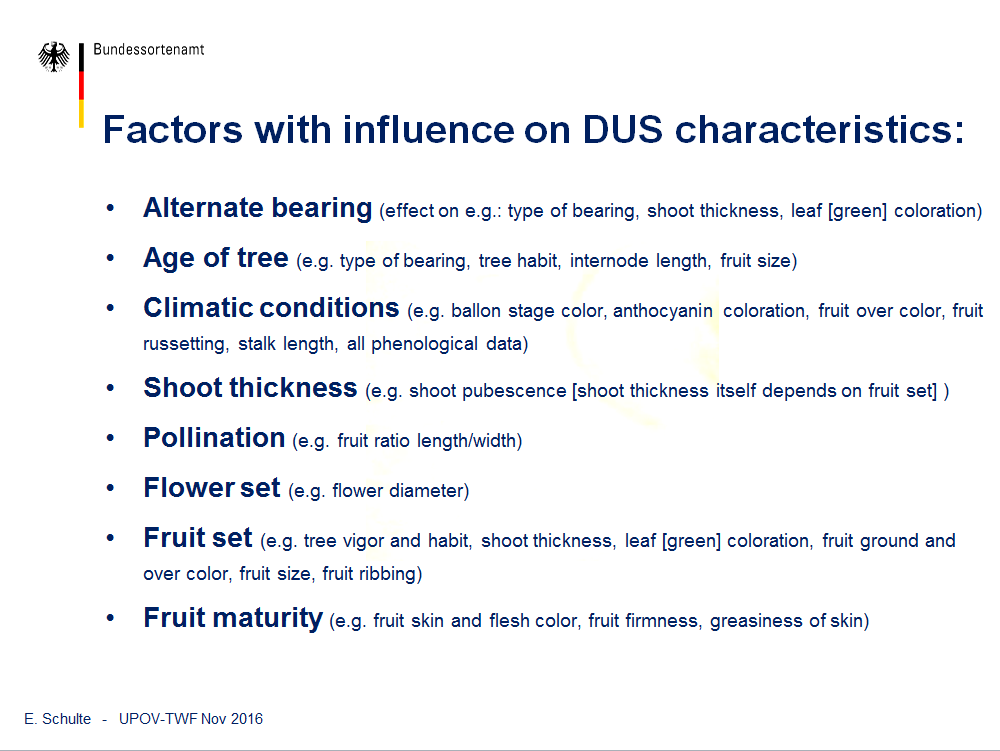 Bundessortenamt
Factors with influence on DUS characteristics:
• Alternate bearing (effect on e.g.: type of bearing, shoot thickness, leaf [green] coloration)
• Age of tree (e.g. type of bearing, tree habit, internode length, fruit size)
• Climatic conditions (e.g. ballon stage color, anthocyanin coloration, fruit over color, fruit
russetting, stalk length, all phenological data)
• Shoot thickness (e.g. shoot pubescence [shoot thickness itself depends on fruit set] )
• Pollination (e.g. fruit ratio length/width)
• Flower set (e.g. flower diameter)
• Fruit set (e.g. tree vigor and habit, shoot thickness, leaf [green] coloration, fruit ground and
over color, fruit size, fruit ribbing)
• Fruit maturity (e.g. fruit skin and flesh color, fruit firmness, greasiness of skin)
E. Schulte - UPOV-TWF Nov 2016